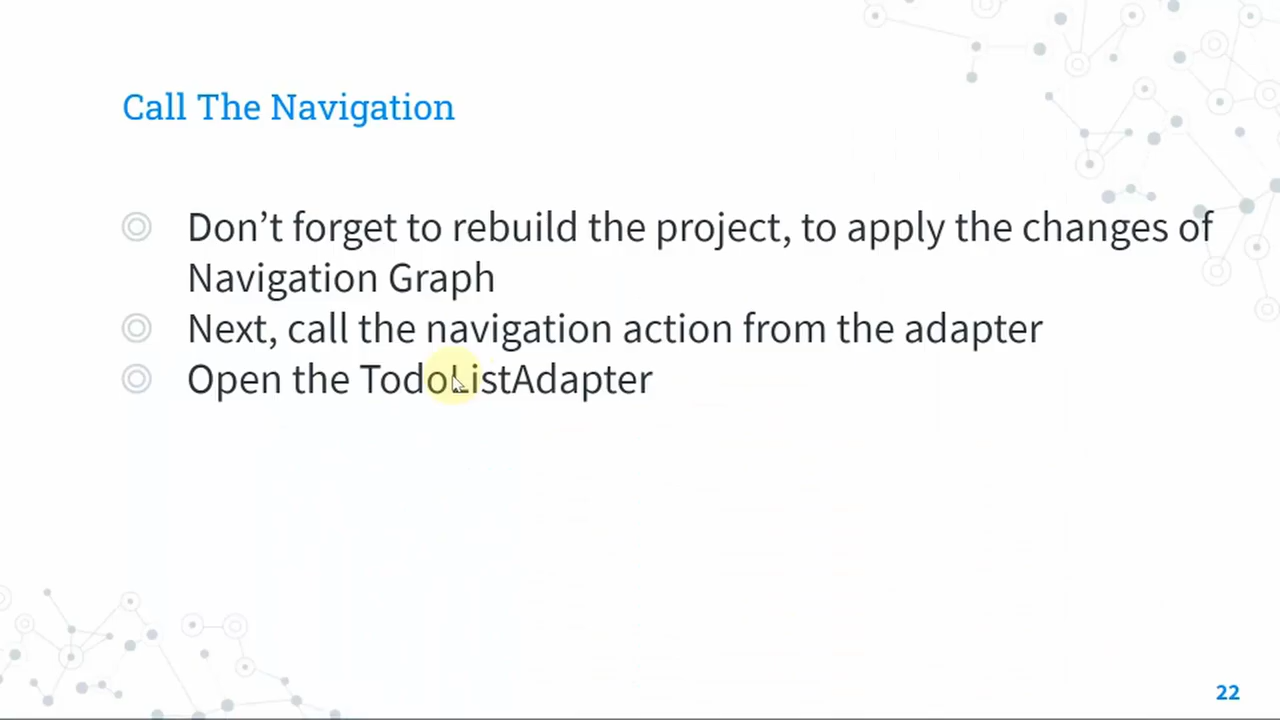 Call The Navigation
Don’t forget to rebuild the project, to apply the changes of
Navigation Graph
Next, call the navigation action from the adapter
Open the TodoListAdapter
22